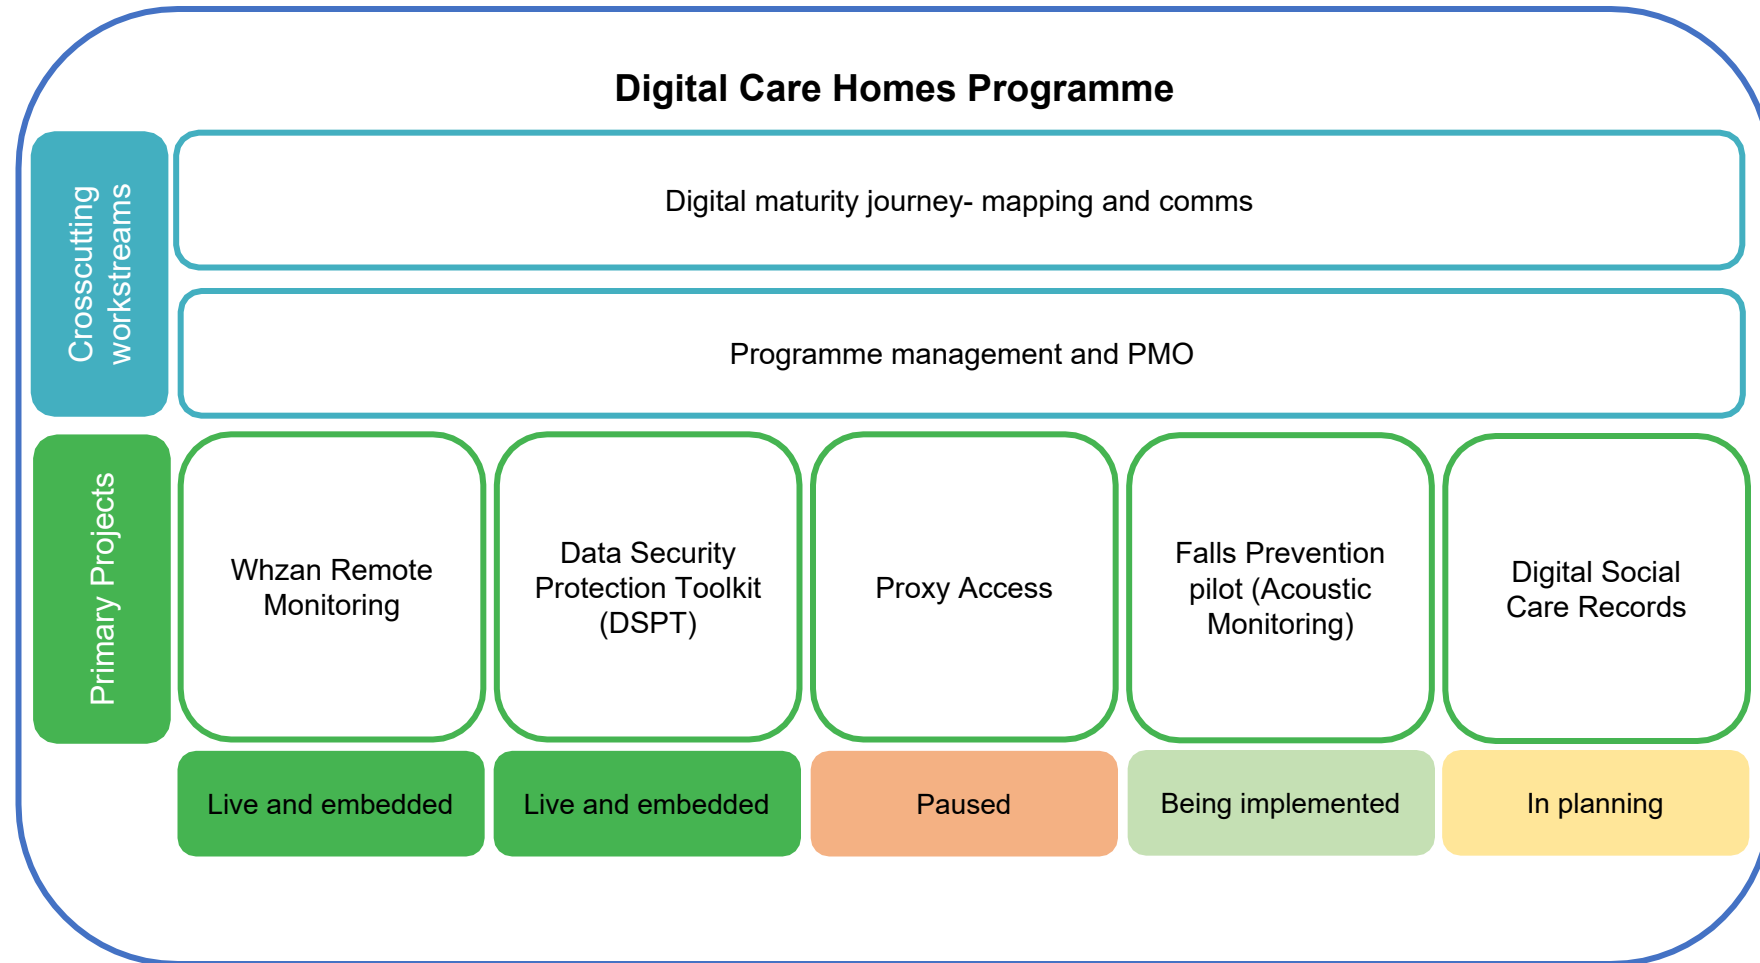 Digital Care Homes Programme
Crosscutting
workstreams
Digital maturity journey- mapping and comms
Programme management and PMO
Primary Projects
Whzan Remote
Monitoring
Data Security
Protection Toolkit
(DSPT)
Proxy Access
Falls Prevention
pilot (Acoustic
Monitoring)
Digital Social
Care Records
Live and embedded
Live and embedded
Paused
Being implemented
In planning